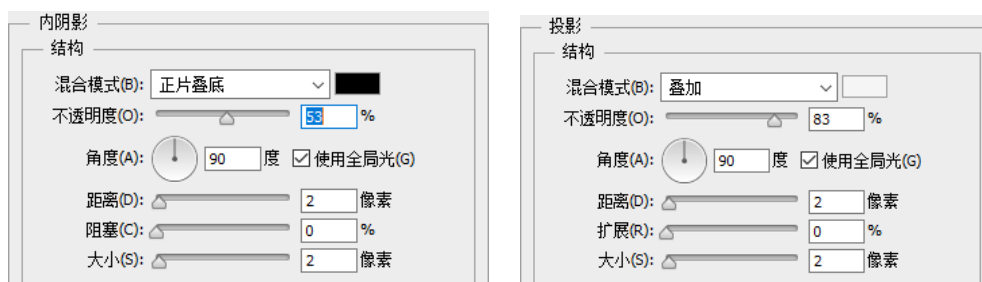 内阴影
结构
混合模式(B): 正片叠底
不透明度(O): 53 %
角度(A): 90 度 使用全局光(G)
距离(D): 2 像素
阻塞(C): 0 %
大小(S): 2 像素
投影
结构
混合模式(B): 叠加
不透明度(O): 83 %
角度(A): 90 度 使用全局光(G)
距离(D): 2 像素
扩展(R): 0 %
大小(S): 2 像素